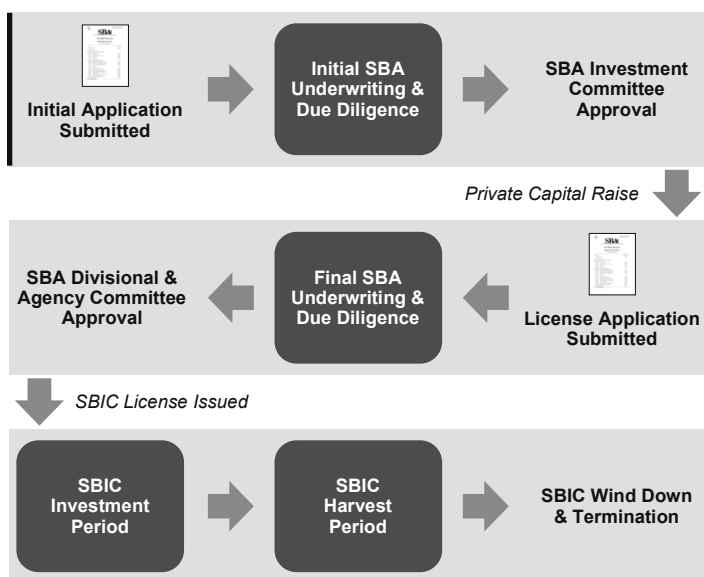 SBA
Initial Application
Submitted
Initial SBA
Underwriting &
Due Diligence
SBA Investment
Committee
Approval
Private Capital Raise
SBA
License Application
Submitted
Final SBA
Underwriting &
Due Diligence
SBA Divisional &
Agency Committee
Approval
SBIC License Issued
SBIC
Investment
Period
SBIC
Harvest
Period
SBIC Wind Down
& Termination